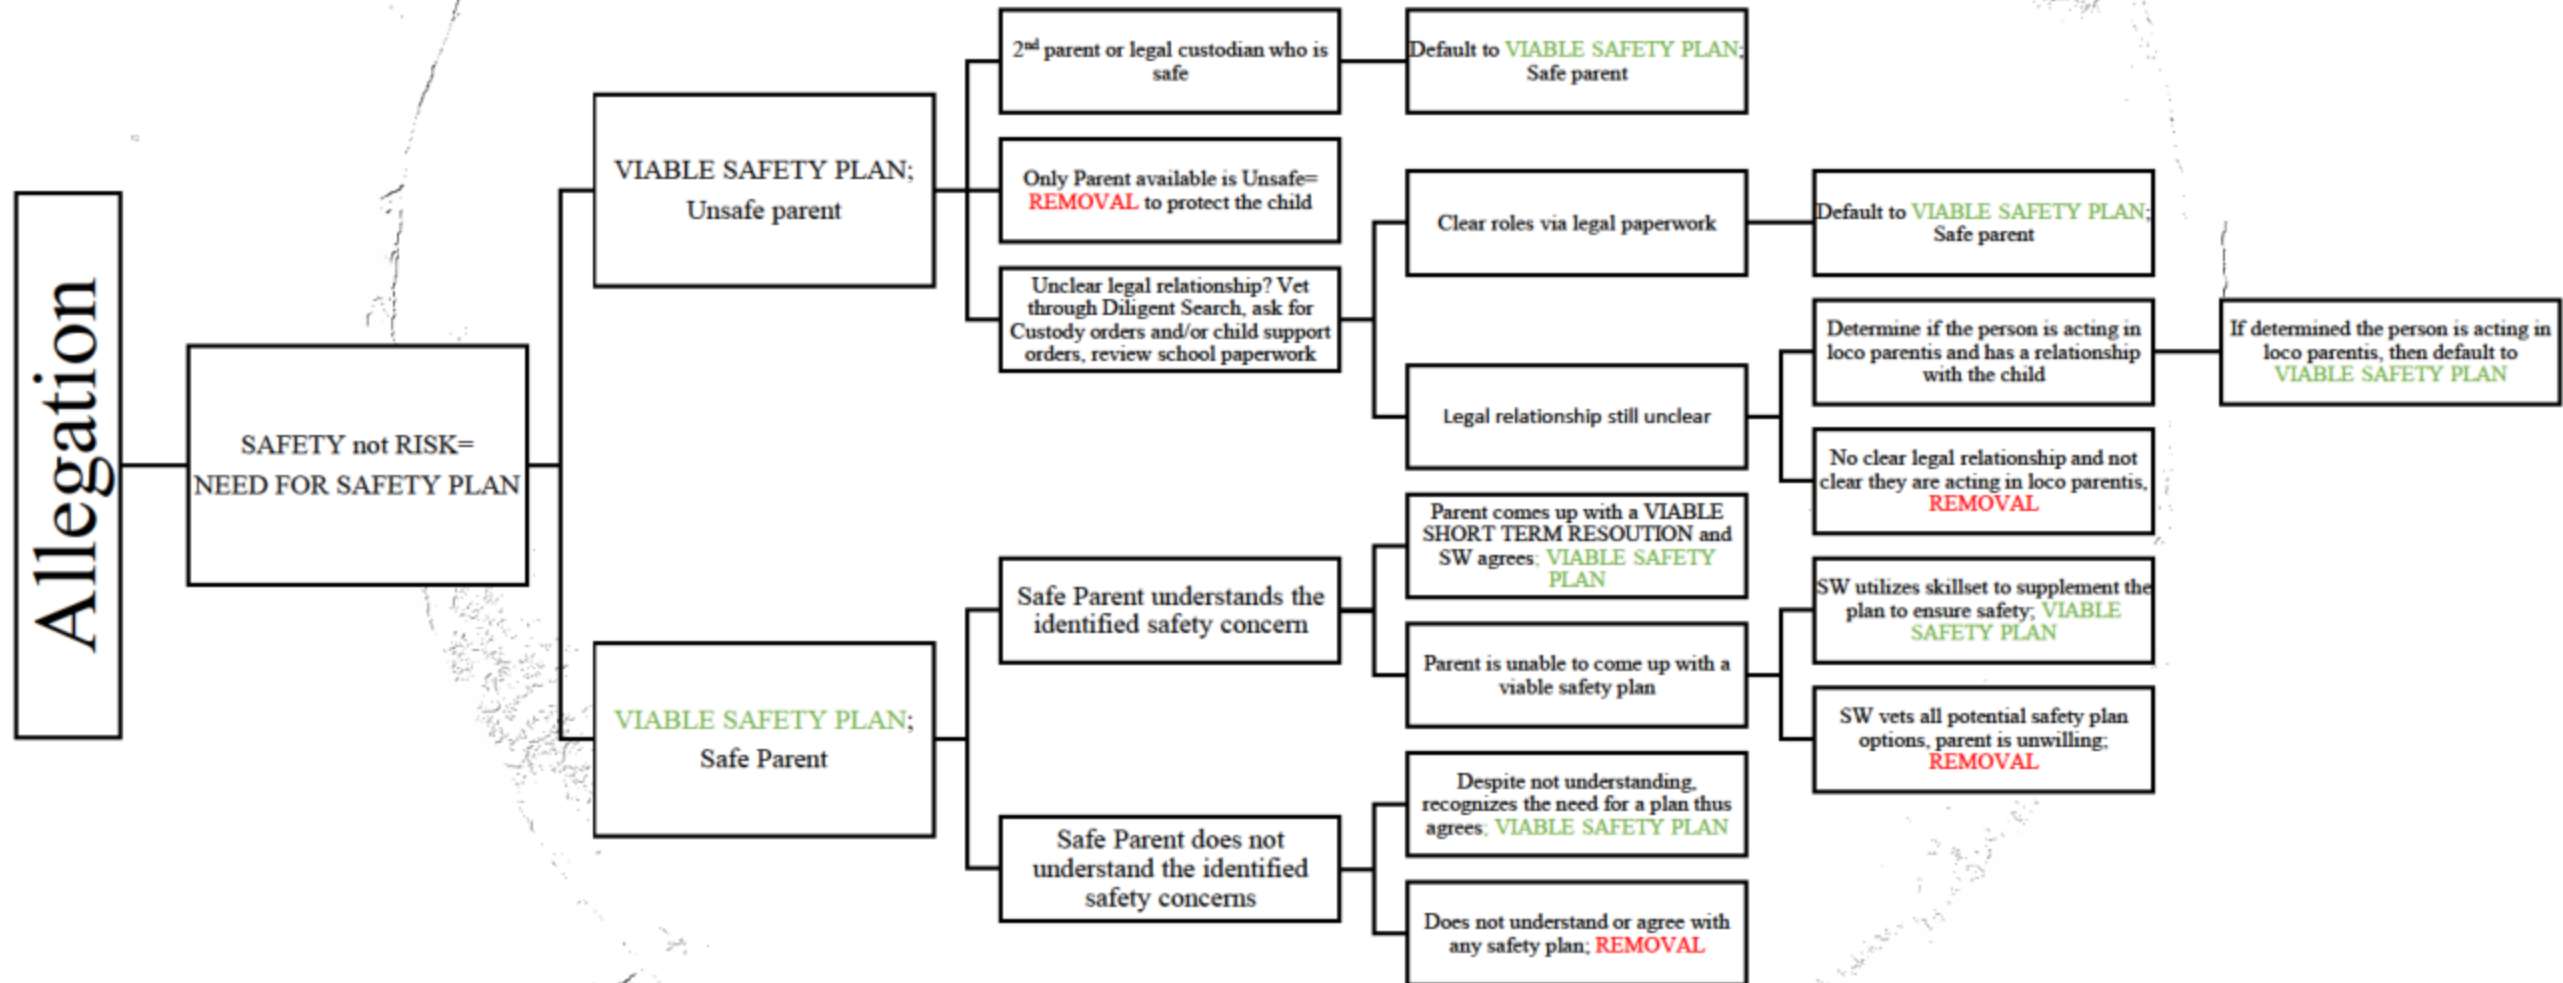 Allegation
SAFETY not RISK=
NEED FOR SAFETY PLAN
VIABLE SAFETY PLAN;
Unsafe parent
2nd parent or legal custodian who is
safe
Default to VIABLE SAFETY PLAN;
Safe parent
Only Parent available is Unsafe=
REMOVAL to protect the child
Unclear legal relationship? Vet
through Diligent Search, ask for
Custody orders and/or child support
orders, review school paperwork
Clear roles via legal paperwork
Default to VIABLE SAFETY PLAN;
Safe parent
Legal relationship still unclear
Determine if the person is acting in
loco parentis and has a relationship
with the child
If determined the person is acting in
loco parentis, then default to
VIABLE SAFETY PLAN
No clear legal relationship and not
clear they are acting in loco parentis,
REMOVAL
VIABLE SAFETY PLAN;
Safe Parent
Safe Parent understands the
identified safety concern
Parent comes up with a VIABLE
SHORT TERM RESOUTION and
SW agrees; VIABLE SAFETY
PLAN
Parent is unable to come up with a
viable safety plan
SW utilizes skillset to supplement the
plan to ensure safety; VIABLE
SAFETY PLAN
SW vets all potential safety plan
options, parent is unwilling;
REMOVAL
Safe Parent does not
understand the identified
safety concerns
Despite not understanding,
recognizes the need for a plan thus
agrees; VIABLE SAFETY PLAN
Does not understand or agree with
any safety plan; REMOVAL